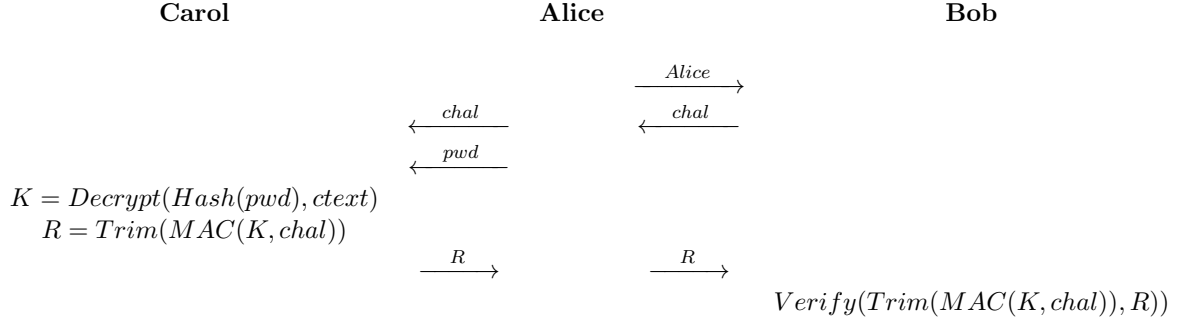 Carol Alice Bob
Alice
chal chal
pwd
K = Decrypt(Hash(pwd), ctext)
R = Trim(MAC(K, chal))
R R
Verify(Trim(MAC(K, chal)), R))